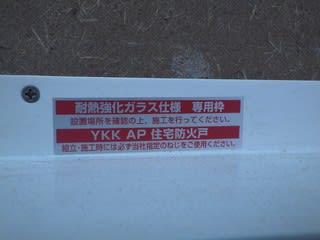 耐熱強化ガラス仕様 専用枠
設置場所を確認の上、施工を行ってください。
YKK AP 住宅防火戸
組立・施工時には必ず当社指定のねじをご使用ください。